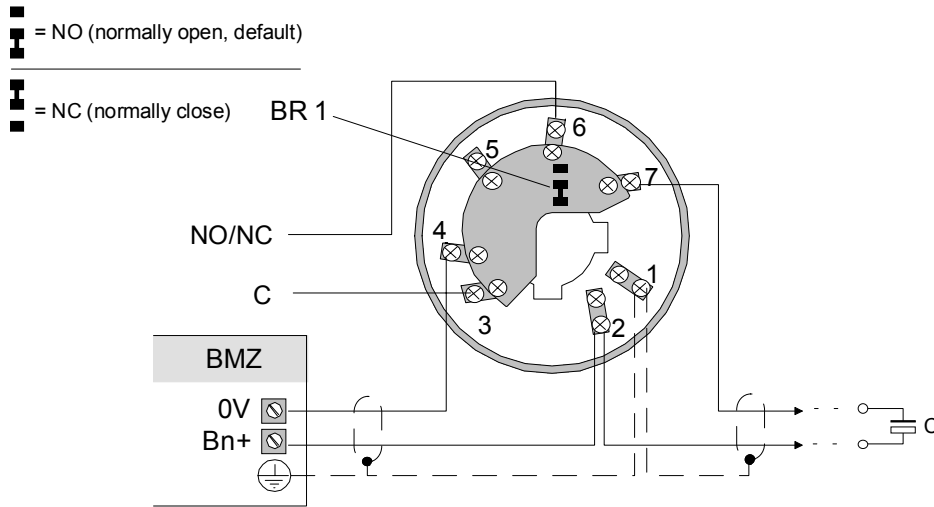 = NO (normally open, default)
= NC (normally close)
BR 1
6
5
7
NO/NC
4
1
C
3
2
BMZ
0V
Bn+